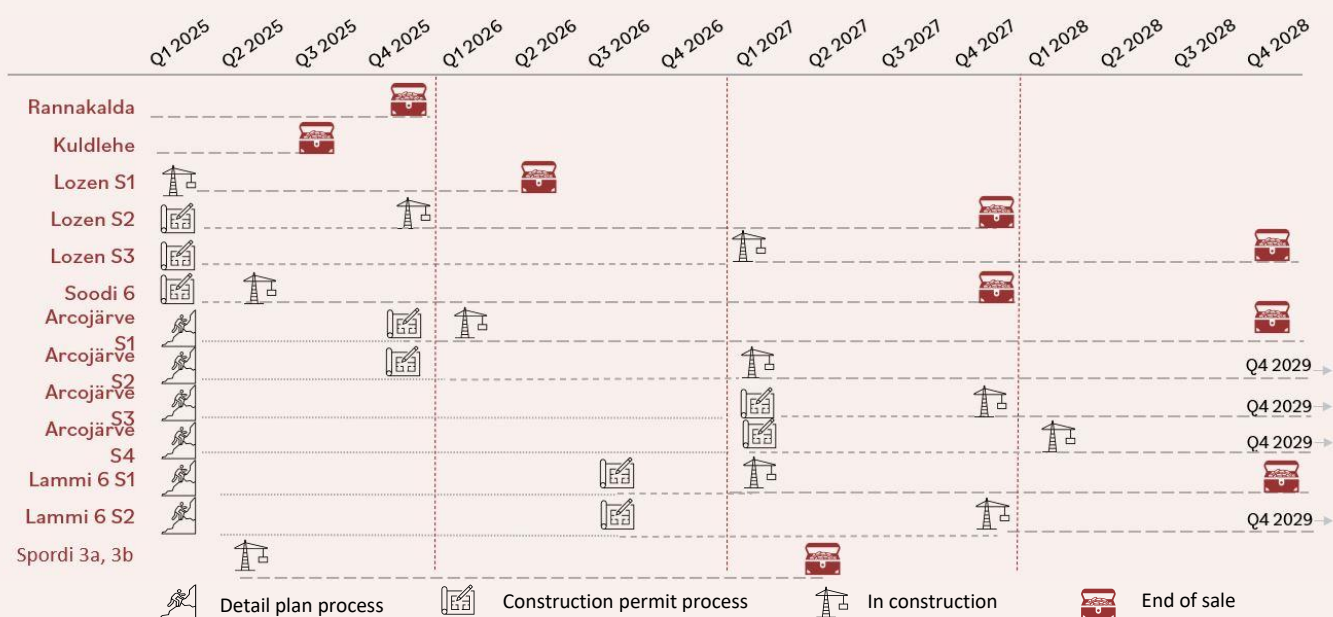 Q1 2025 Q2 2025 Q3 2025 Q4 2025 Q1 2026 Q2 2026 Q3 2026 Q4 2026 Q1 2027 Q2 2027 Q3 2027 Q4 2027 Q1 2028 Q2 2028 Q3 2028 Q4 2028
Rannakalda
Kuldlehe
Lozen S1
Lozen S2
Lozen S3
Soodi 6
Arcojärve
S1
Arcojärve
S2
Q4 2029
Arcojärve
S3
Q4 2029
Arcojärve
S4
Q4 2029
Lammi 6 S1
Lammi 6 S2
Q4 2029
Spordi 3a, 3b
Detail plan process
Construction permit process
In construction
End of sale